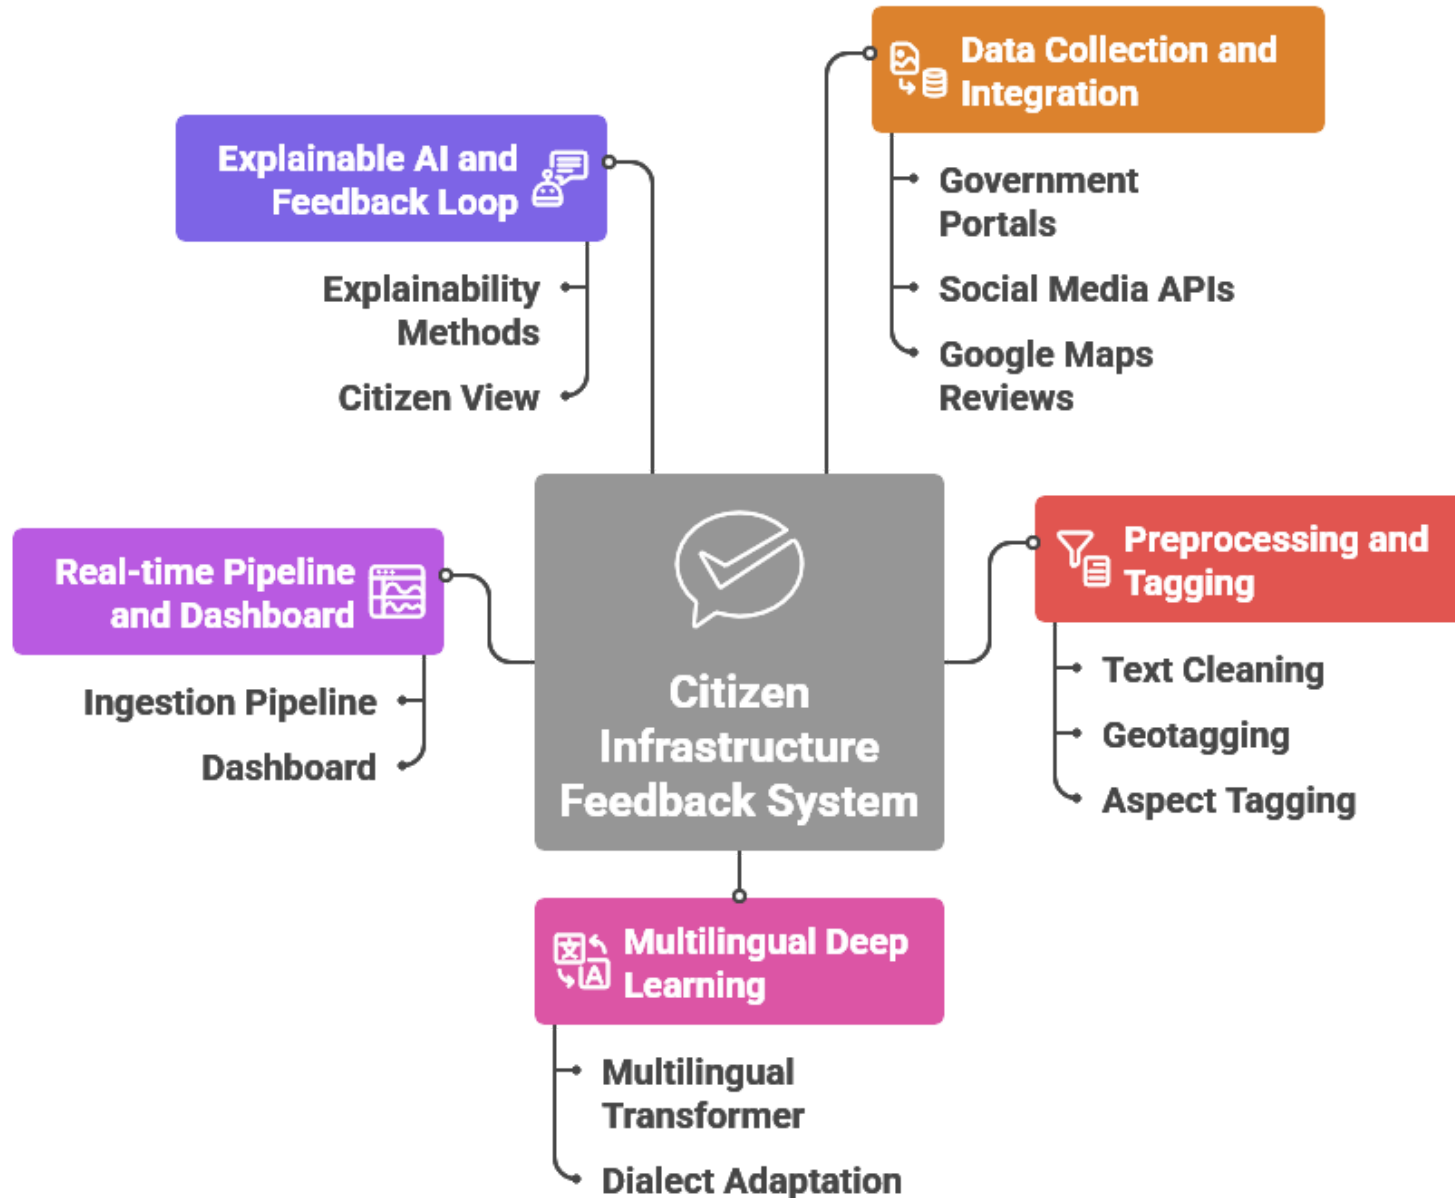 Data Collection and
Integration
Government
Portals
Social Media APIs
Google Maps
Reviews
Explainable AI and
Feedback Loop
Explainability
Methods
Citizen View
Citizen
Infrastructure
Feedback System
Preprocessing and
Tagging
Text Cleaning
Geotagging
Aspect Tagging
Real-time Pipeline
and Dashboard
Ingestion Pipeline
Dashboard
文
A
Multilingual Deep
Learning
Multilingual
Transformer
Dialect Adaptation